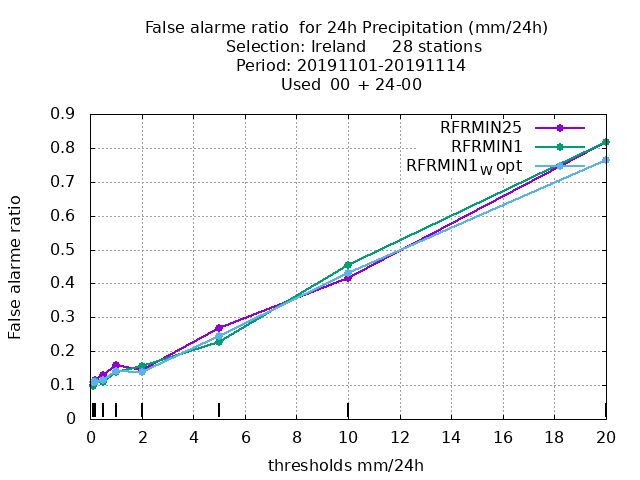 False alarme ratio  for 24h Precipitation (mm/24h)
Selection: Ireland     28 stations
Period: 20191101-20191114
Used  00 + 24-00
RFRMIN25
RFRMIN1
RFRMIN1W opt
False alarme ratio
0.9
0.8
0.7
0.6
0.5
0.4
0.3
0.2
0.1
0
0 2 4 6 8 10 12 14 16 18 20
thresholds mm/24h